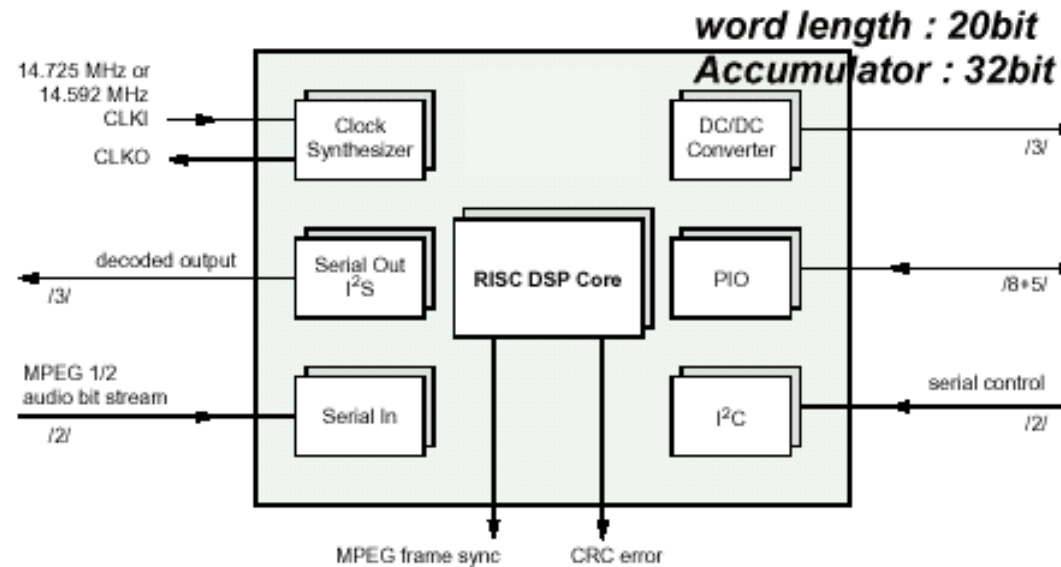 word length : 20bit
Accumulator : 32bit
14.725 MHz or
14.592 MHz
CLKI
CLKO
Clock
Synthesizer
DC/DC
Converter
/3/
decoded output
/3/
Serial Out
I²S
RISC DSP Core
PIO
/8+5/
MPEG 1/2
audio bit stream
/2/
Serial In
I²C
serial control
/2/
MPEG frame sync
CRC error